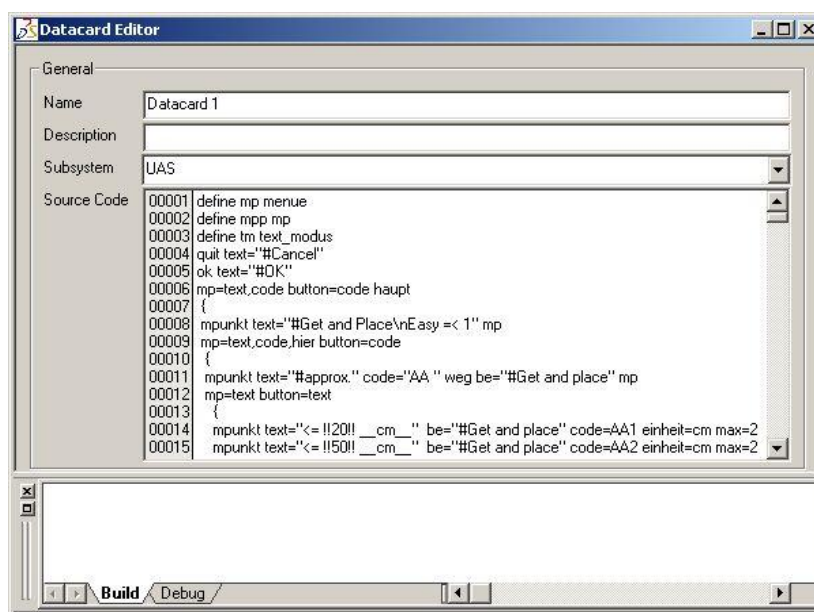 Datacard Editor
General
Name Datacard 1
Description
Subsystem UAS
Source Code
00001 define mp menue
00002 define mpp mp
00003 define tm text_modus
00004 quit text="#Cancel"
00005 ok text="#OK"
00006 mp=text,code button=code haupt
00007 {
00008 mpunkt text="#Get and Place\nEasy =< 1" mp
00009 mp=text,code,hier button=code
00010 {
00011 mpunkt text="#approx." code="AA " weg be="#Get and place" mp
00012 mp=text button=text
00013 {
00014 mpunkt text="<= !!20!! __cm__" be="#Get and place" code=AA1 einheit=cm max=2
00015 mpunkt text="<= !!50!! __cm__" be="#Get and place" code=AA2 einheit=cm max=2
Build Debug